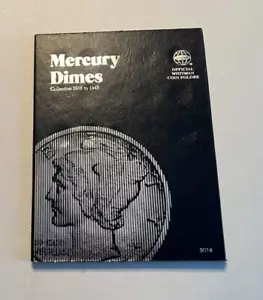 Mercury
Dimes
Collection 1916 to 1945
OFFICIAL
WHITMAN
COIN FOLDER
9014